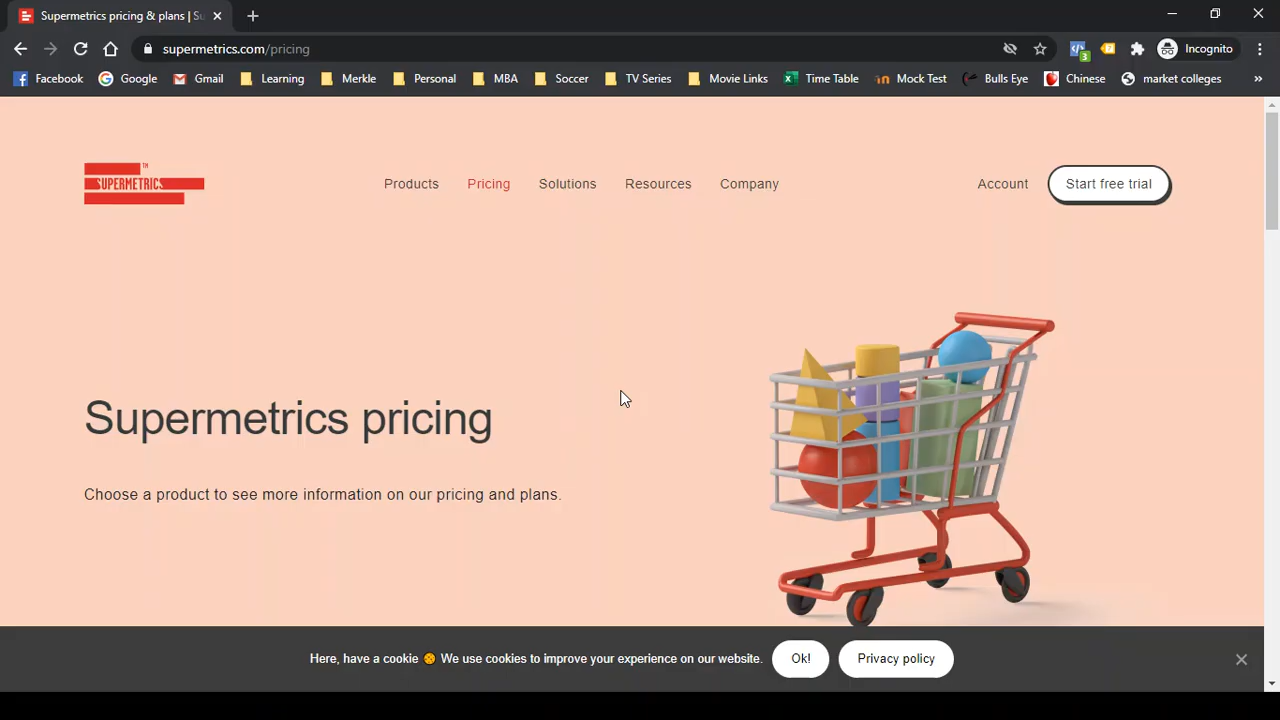 Supermetrics pricing & plans | Su
supermetrics.com/pricing
Incognito
Facebook Google Gmail Learning Merkle Personal MBA Soccer TV Series Movie Links Time Table Mock Test Bulls Eye Chinese market colleges »
SUPERMETRICS™
Products Pricing Solutions Resources Company Account Start free trial
Supermetrics pricing
Choose a product to see more information on our pricing and plans.
Here, have a cookie 🍪 We use cookies to improve your experience on our website. Ok! Privacy policy